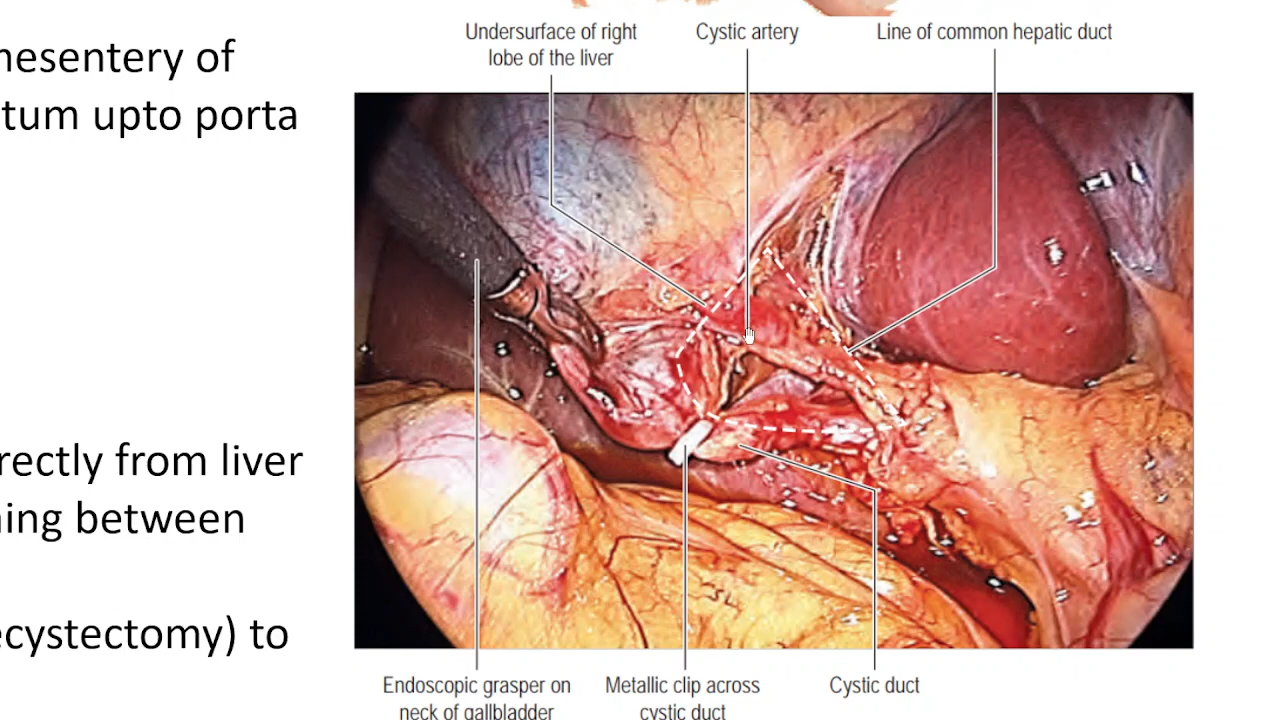 nesentery of
tum upto porta
rectly from liver
ning between
ecystectomy) to
Undersurface of right
lobe of the liver
Cystic artery
Line of common hepatic duct
Endoscopic grasper on
neck of gallbladder
Metallic clip across
cystic duct
Cystic duct